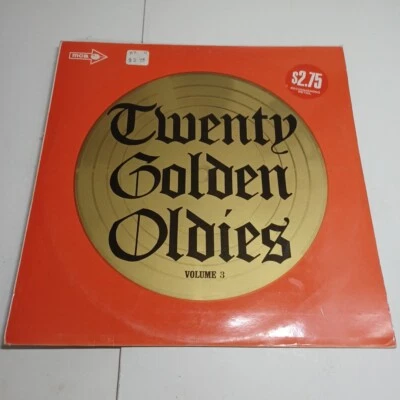 mca
$2.75
Twenty
Golden
Oldies
VOLUME 3